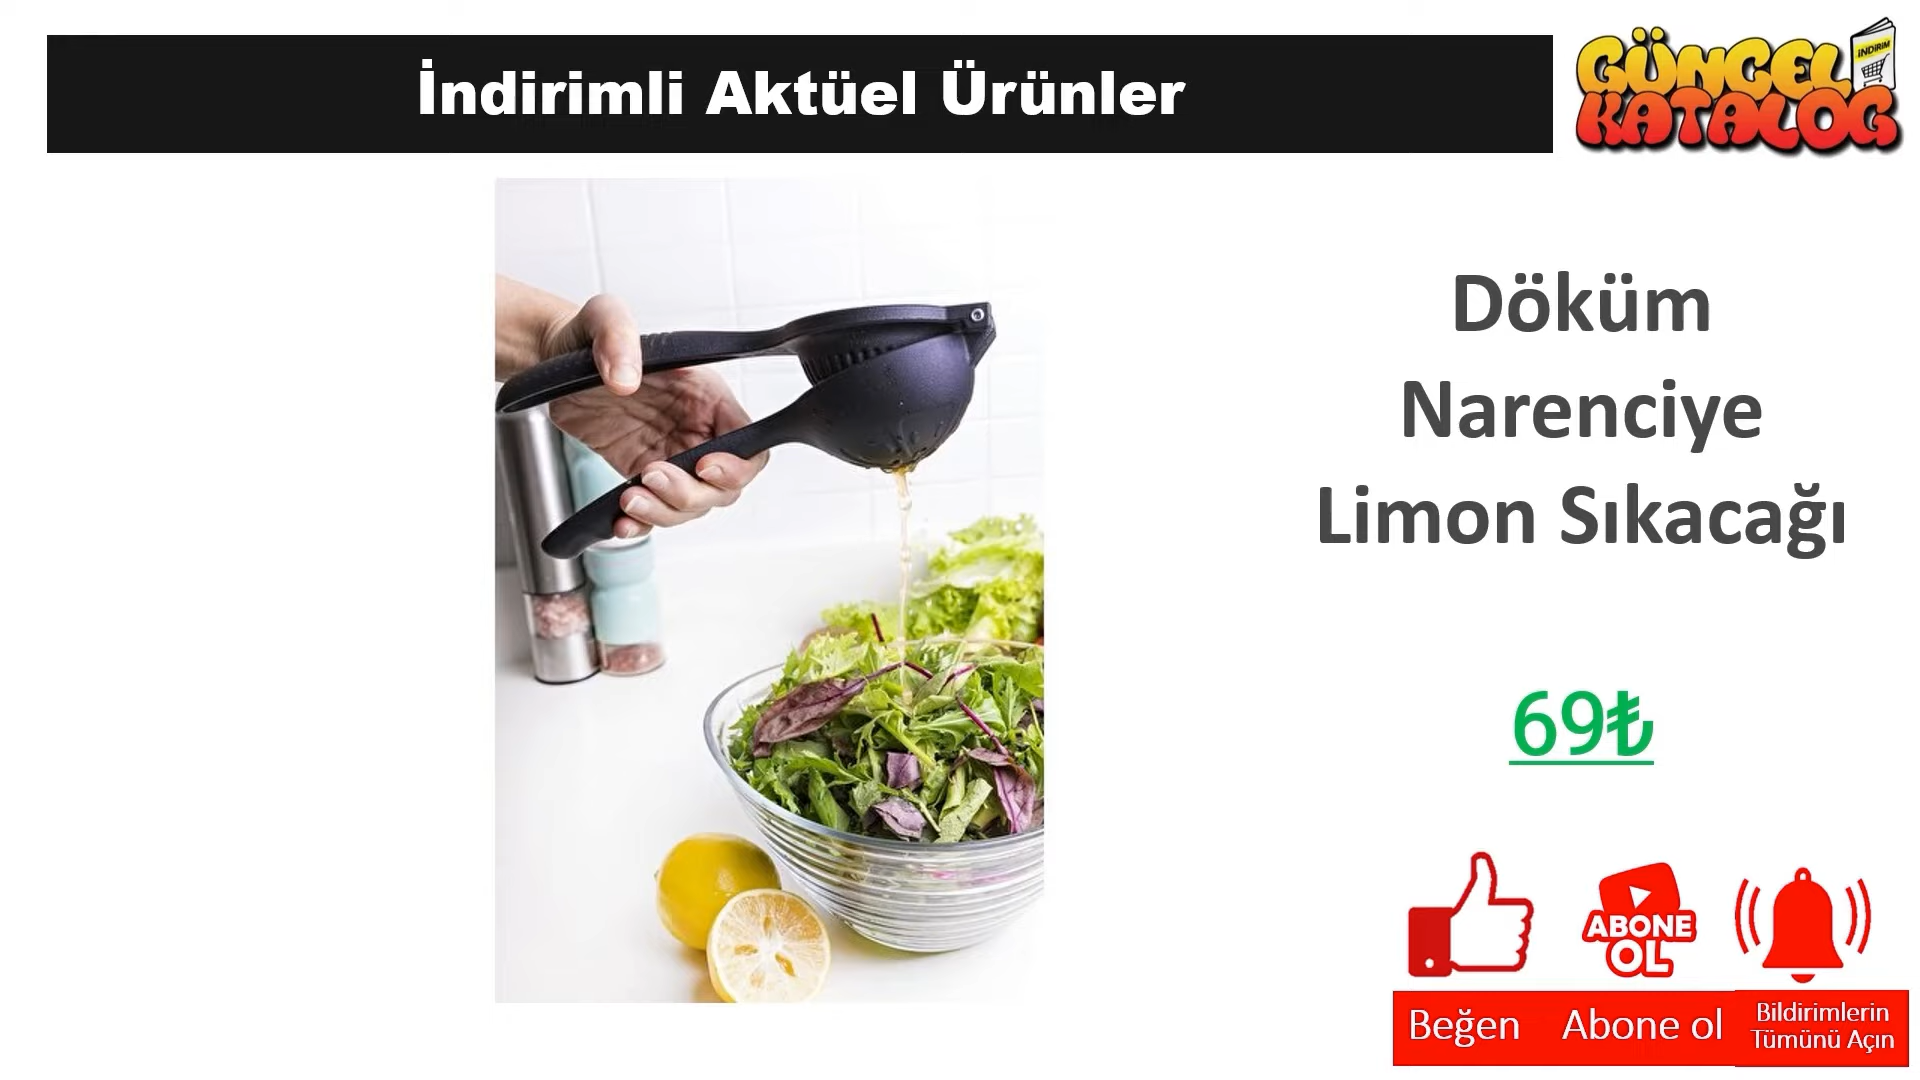 İndirimli Aktüel Ürünler
GÜNCEL
KATALOG
İNDİRİM
Döküm
Narenciye
Limon Sıkacağı
69₺
ABONE
OL
Beğen
Abone ol
Bildirimlerin
Tümünü Açın